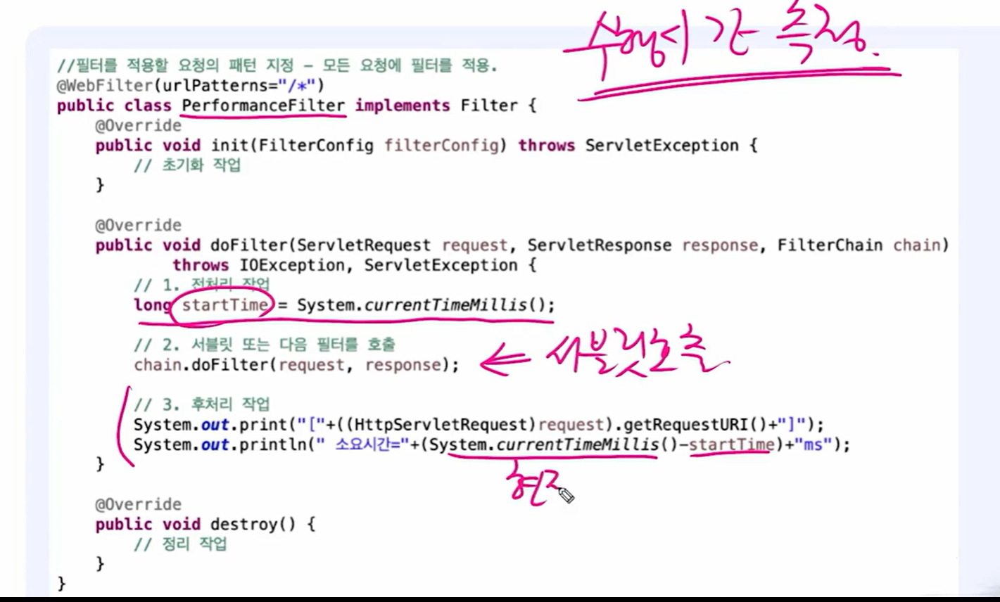 수행시간 측정.
//필터를 적용할 요청의 패턴 지정 – 모든 요청에 필터를 적용.
@WebFilter(urlPatterns="/*")
public class PerformanceFilter implements Filter {
@Override
public void init(FilterConfig filterConfig) throws ServletException {
// 초기화 작업
}
@Override
public void doFilter(ServletRequest request, ServletResponse response, FilterChain chain)
throws IOException, ServletException {
// 1. 전처리 작업
long startTime = System.currentTimeMillis();
// 2. 서블릿 또는 다음 필터를 호출
chain.doFilter(request, response); ← 서블릿호출
// 3. 후처리 작업
System.out.print("["+((HttpServletRequest)request).getRequestURI()+"]");
System.out.println(" 소요시간="+(System.currentTimeMillis()-startTime)+"ms");
}
@Override
public void destroy() {
// 정리 작업
}
}